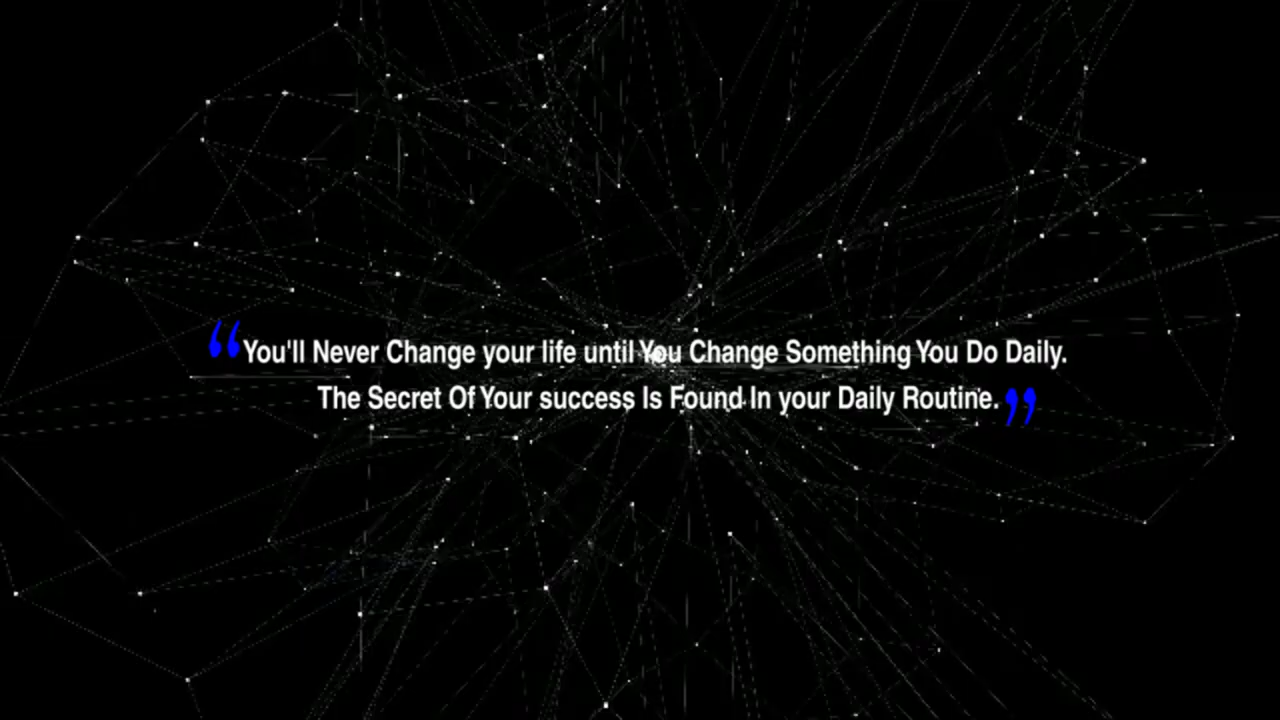 “You'll Never Change your life until You Change Something You Do Daily.
The Secret Of Your success Is Found In your Daily Routine.”